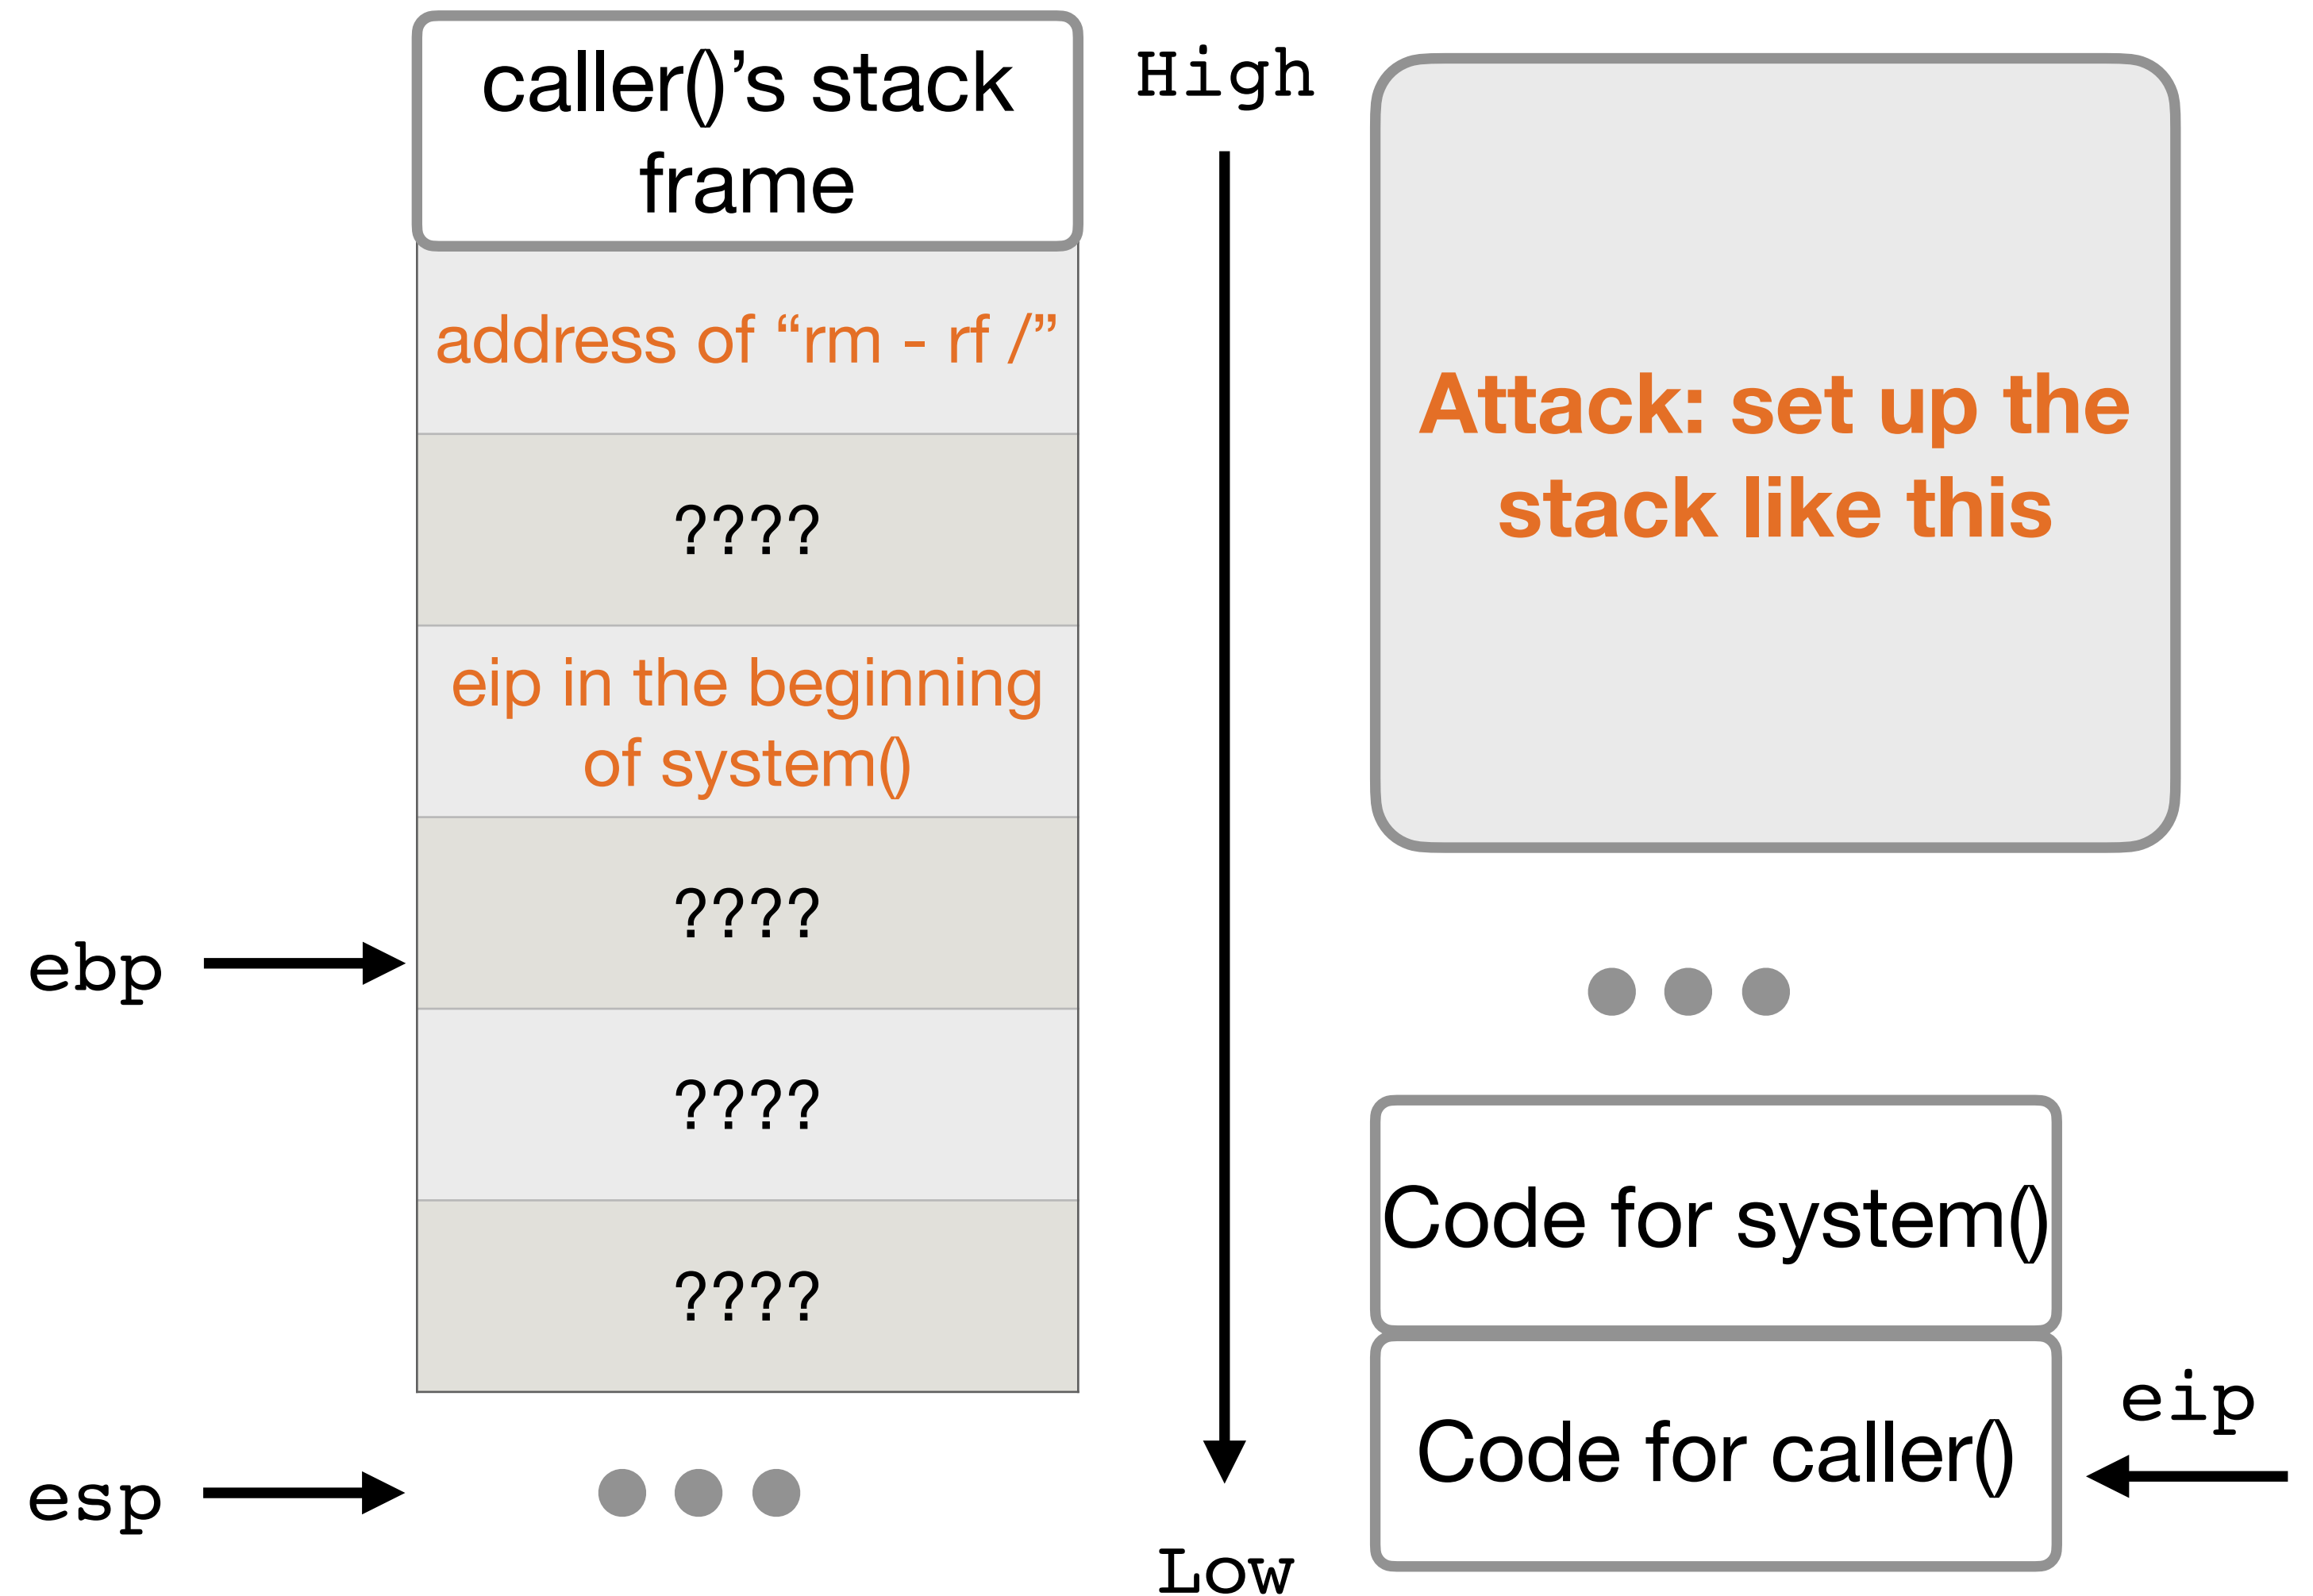 caller()’s stack
frame
address of “rm - rf /”
????
eip in the beginning
of system()
????
????
????
ebp
esp
High
Low
Attack: set up the
stack like this
Code for system()
Code for caller()
eip